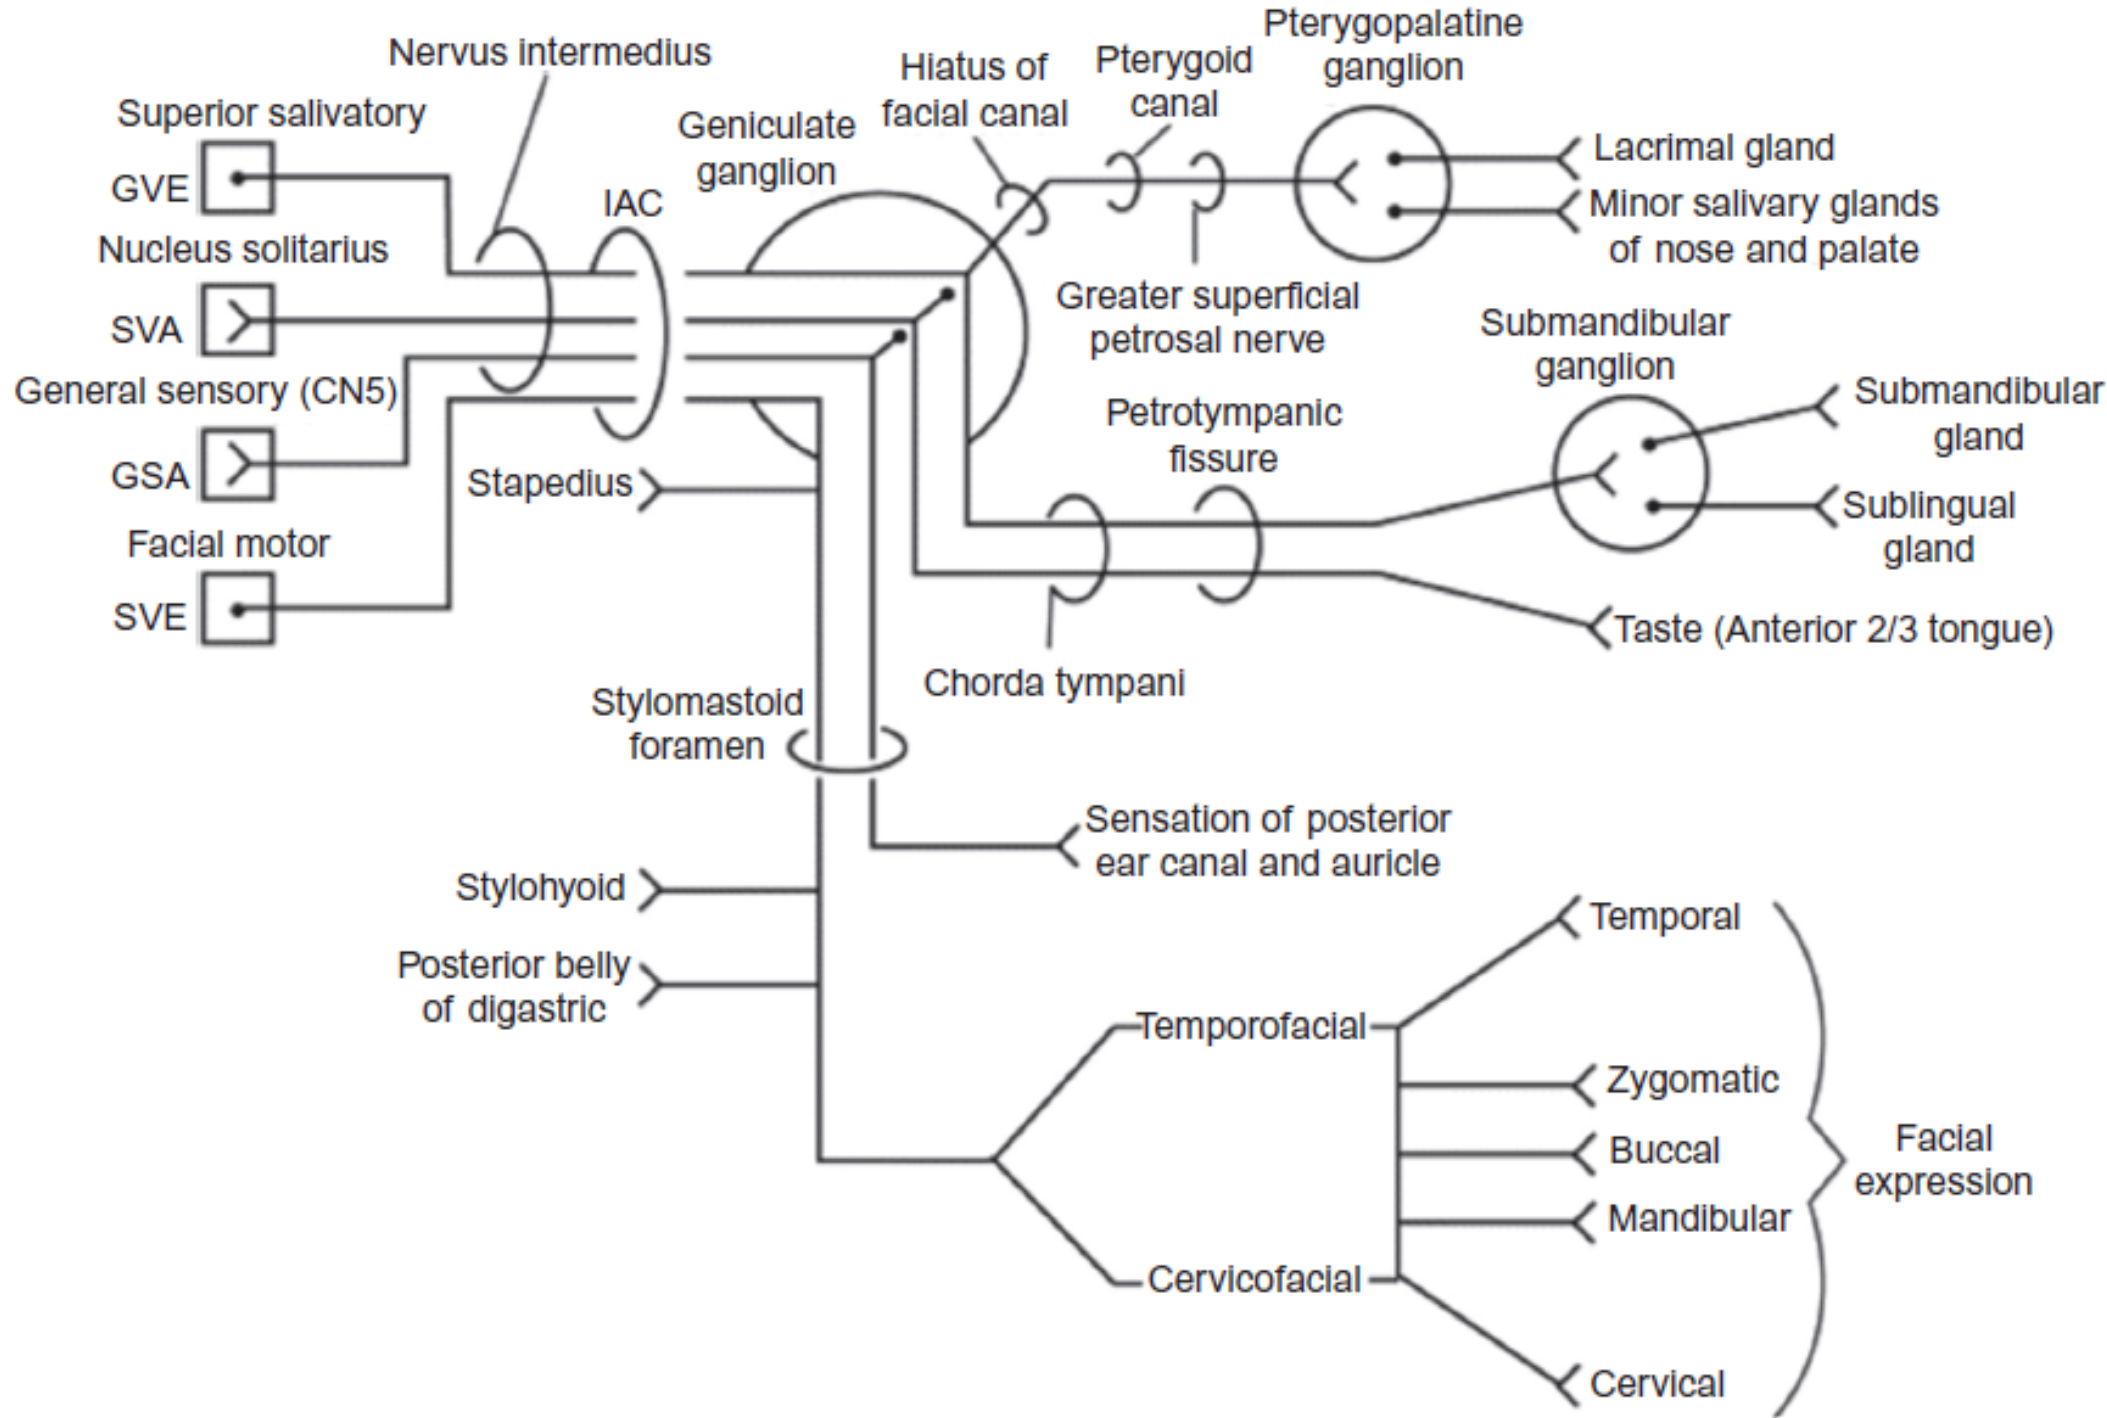 Nervus intermedius
Superior salivatory
GVE
Nucleus solitarius
SVA
General sensory (CN5)
GSA
Facial motor
SVE
IAC
Geniculate
ganglion
Hiatus of
facial canal
Pterygoid
canal
Pterygopalatine
ganglion
Lacrimal gland
Minor salivary glands
of nose and palate
Greater superficial
petrosal nerve
Submandibular
ganglion
Submandibular
gland
Sublingual
gland
Petrotympanic
fissure
Taste (Anterior 2/3 tongue)
Chorda tympani
Stapedius
Stylomastoid
foramen
Sensation of posterior
ear canal and auricle
Stylohyoid
Posterior belly
of digastric
Temporofacial
Cervicofacial
Temporal
Zygomatic
Buccal
Mandibular
Cervical
Facial
expression